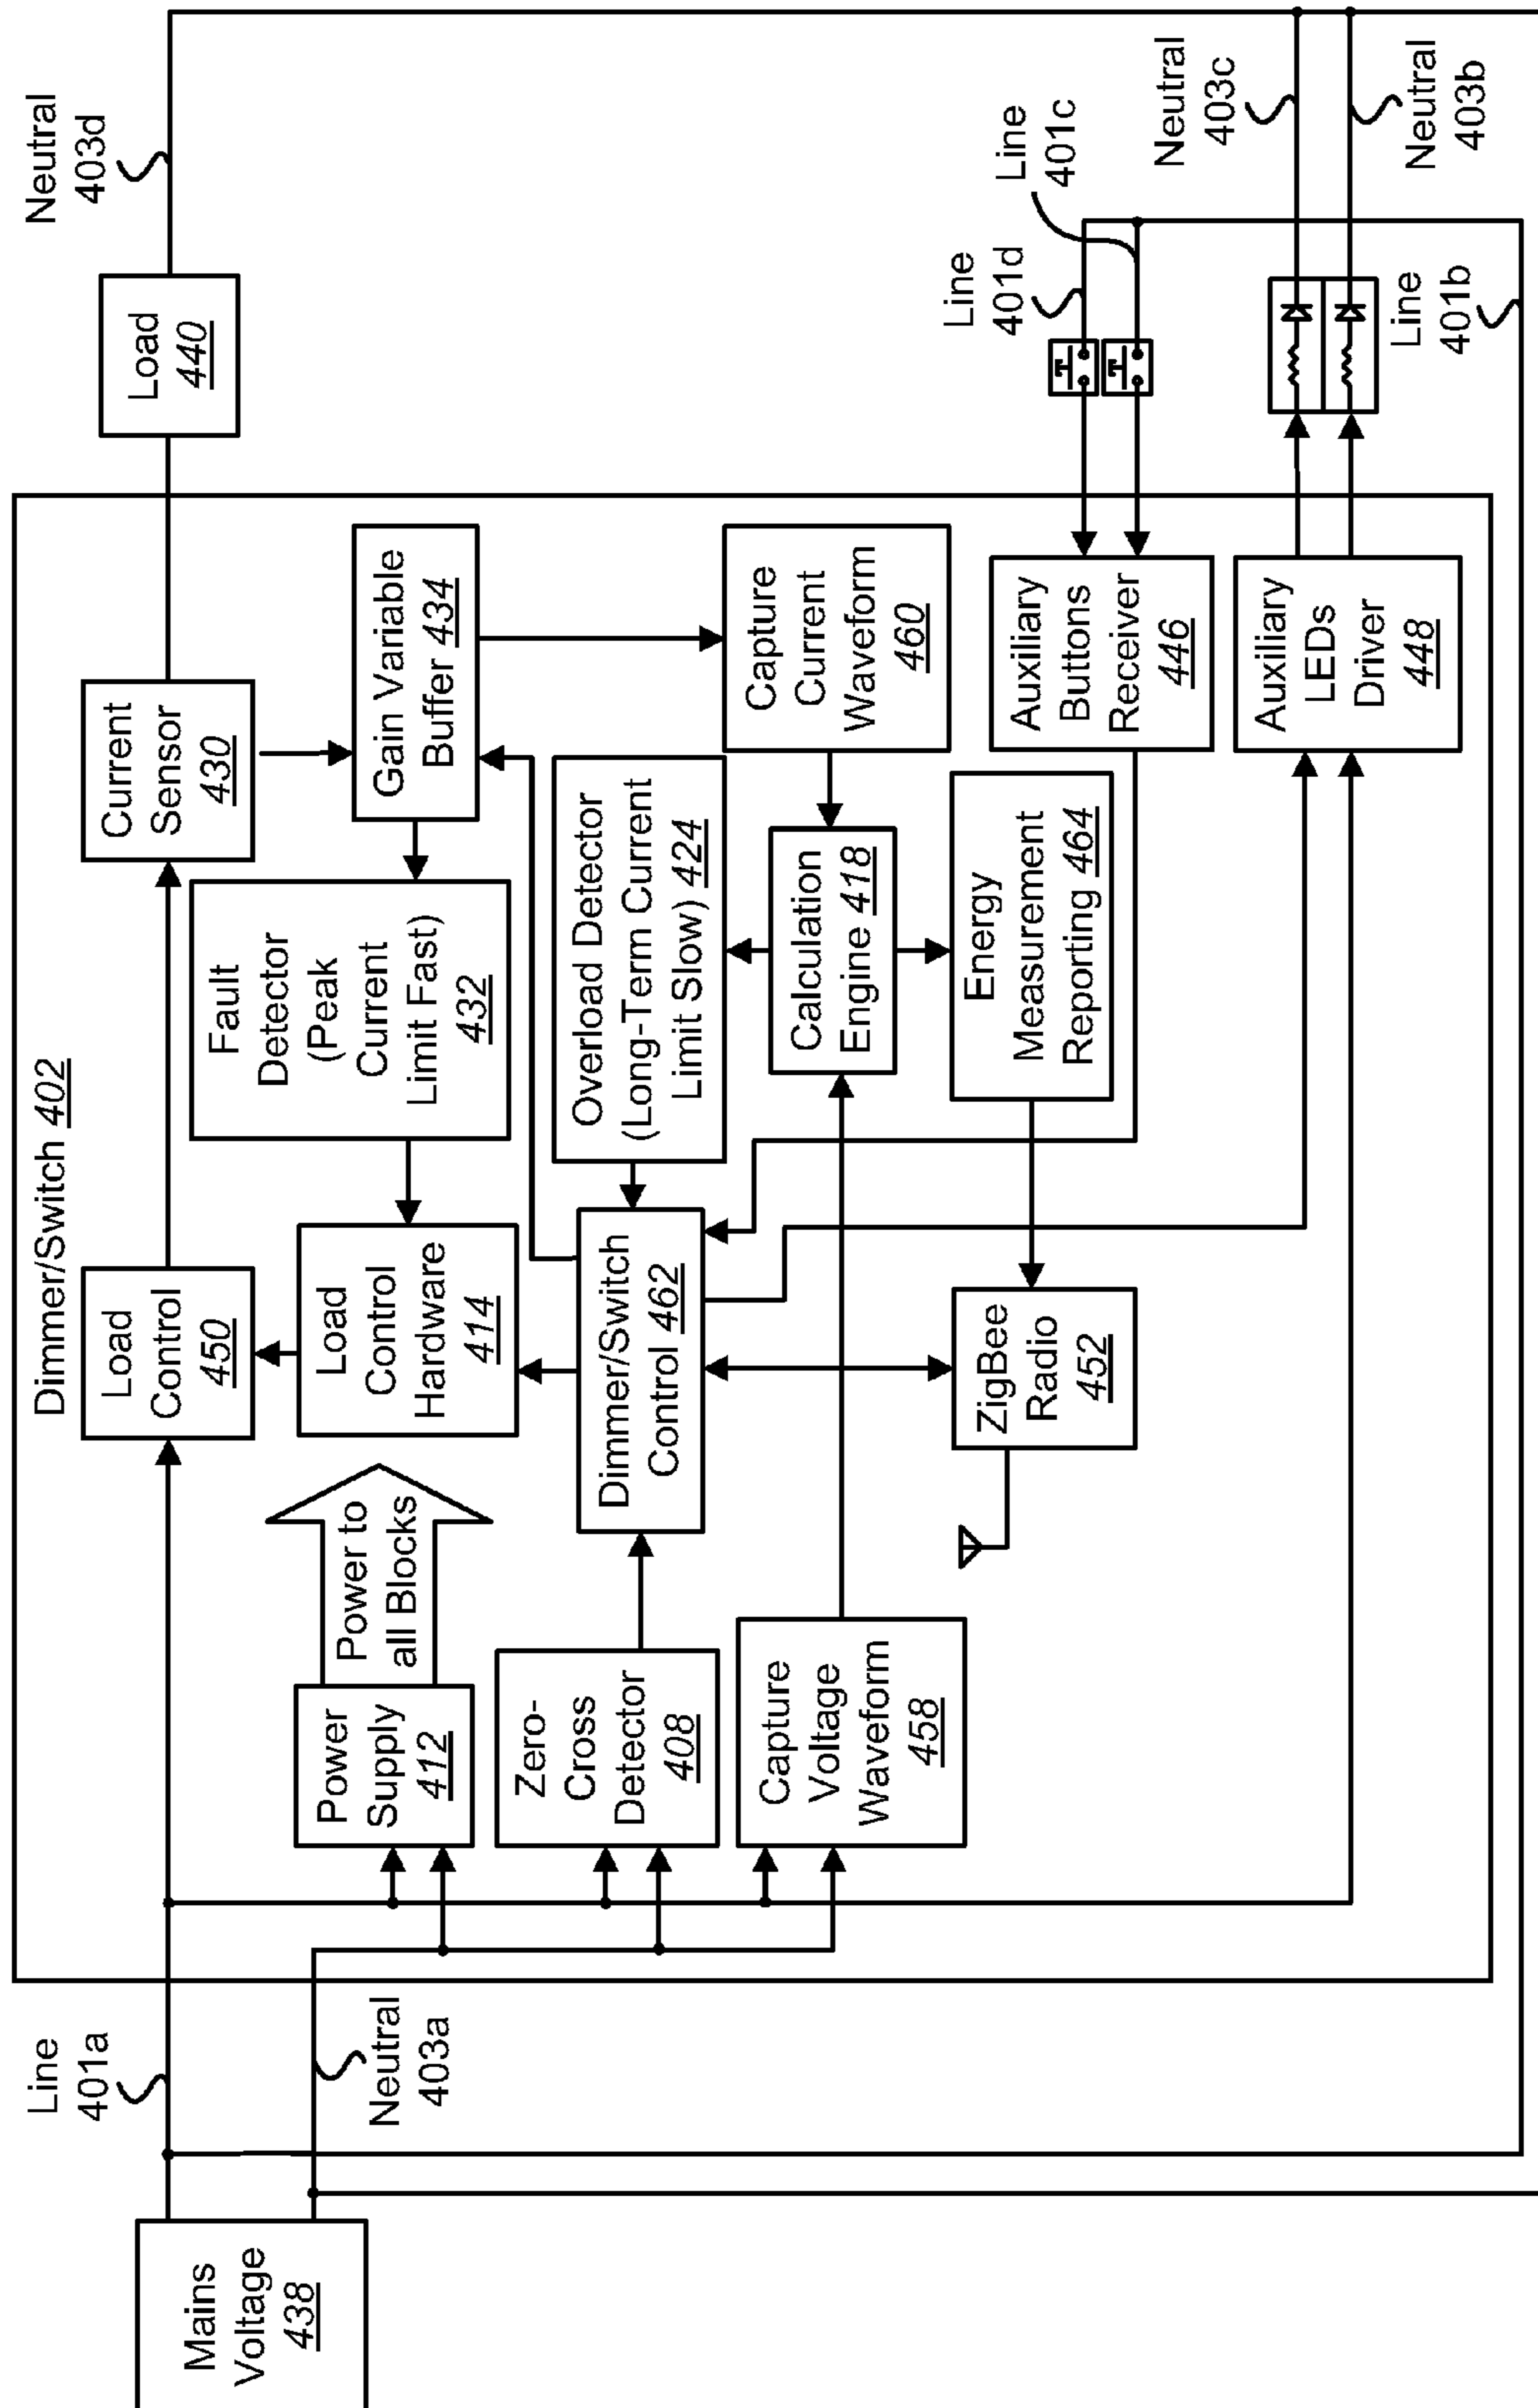 Dimmer/Switch 402
Mains
Voltage
438
Line
401a
Neutral
403a
Load
Control
450
Current
Sensor
430
Load
440
Neutral
403d
Power
Supply
412
Power to
all Blocks
Load
Control
Hardware
414
Fault
Detector
(Peak
Current
Limit Fast)
432
Gain Variable
Buffer 434
Zero-
Cross
Detector
408
Dimmer/Switch
Control 462
Overload Detector
(Long-Term Current
Limit Slow) 424
Capture
Current
Waveform
460
Capture
Voltage
Waveform
458
Calculation
Engine 418
ZigBee
Radio
452
Energy
Measurement
Reporting 464
Auxiliary
Buttons
Receiver
446
Line
401d
Line
401c
Auxiliary
LEDs
Driver
448
Neutral
403c
Neutral
403b
Line
401b